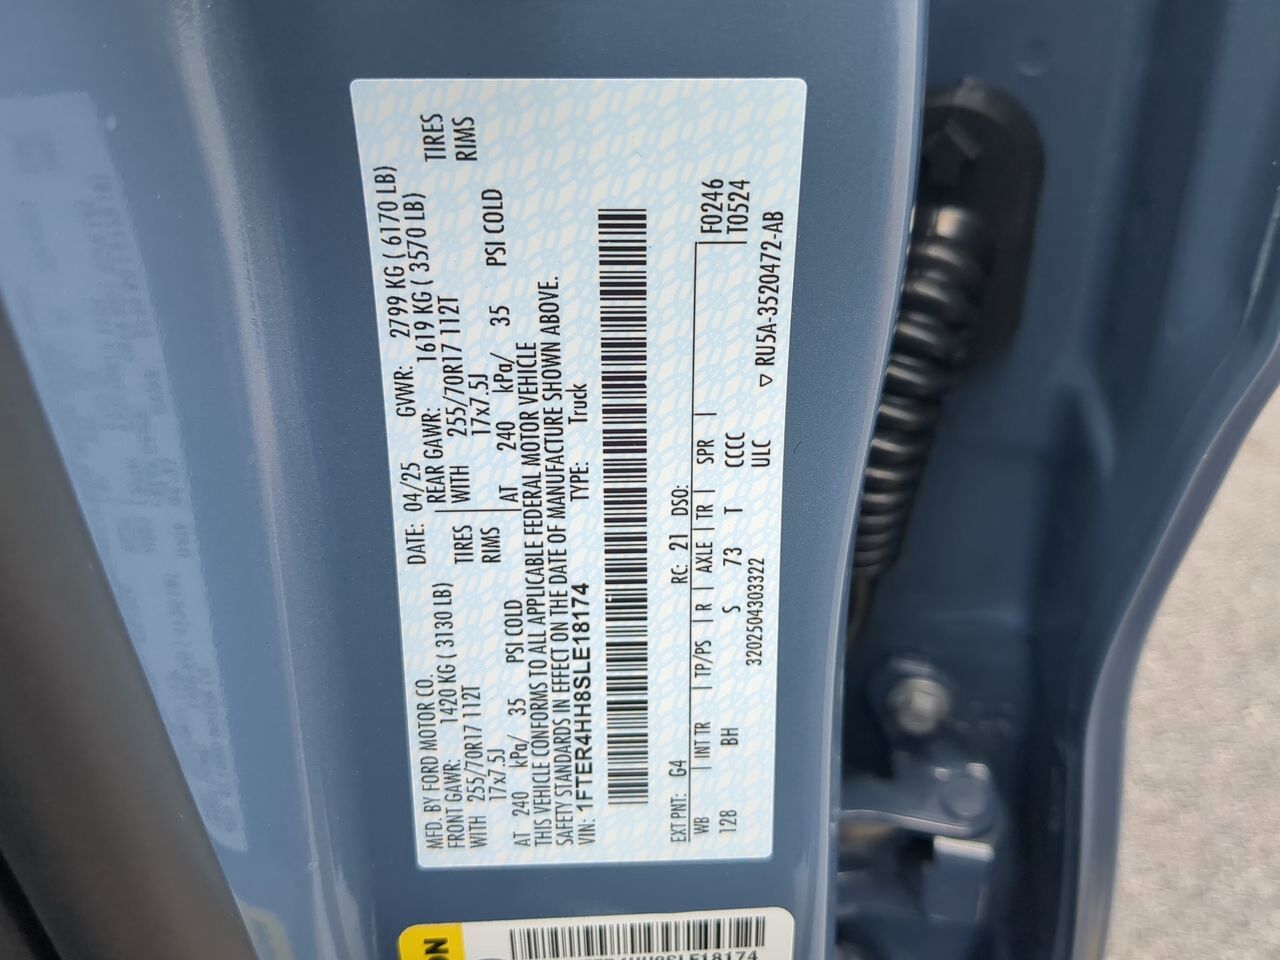 MFD. BY FORD MOTOR CO.
DATE: 04/25 GVWR: 2799 KG ( 6170 LB)
FRONT GAWR: 1420 KG ( 3130 LB) REAR GAWR: 1619 KG ( 3570 LB)
WITH 255/70R17 112T TIRES WITH 255/70R17 112T TIRES
17x7.5J RIMS 17x7.5J RIMS
AT 240 kPa/ 35 PSI COLD AT 240 kPa/ 35 PSI COLD
THIS VEHICLE CONFORMS TO ALL APPLICABLE FEDERAL MOTOR VEHICLE
SAFETY STANDARDS IN EFFECT ON THE DATE OF MANUFACTURE SHOWN ABOVE.
VIN: 1FTER4HH8SLE18174 TYPE: Truck
EXT PNT: G4 RC: 21 DSO: F0246
WB INT TR TP/PS R AXLE TR SPR T0524
128 BH S 73 T CCCC
3202504303322 ULC ▽ RU5A-3520472-AB
ON
18174